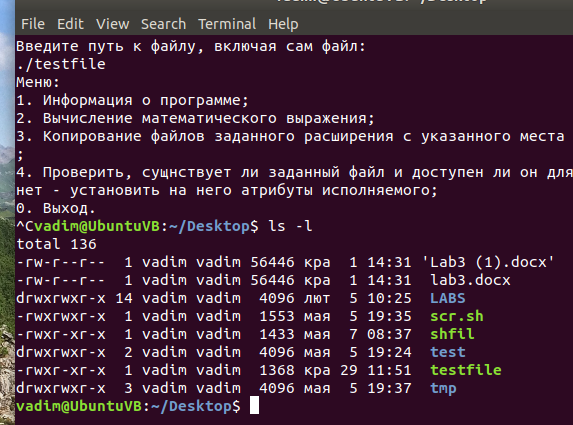 File Edit View Search Terminal Help
Введите путь к файлу, включая сам файл:
./testfile
Меню:
1. Информация о программе;
2. Вычисление математического выражения;
3. Копирование файлов заданного расширения с указанного места
;
4. Проверить, сущнствует ли заданный файл и доступен ли он для
нет - установить на него атрибуты исполняемого;
0. Выход.
^Cvadim@UbuntuVB:~/Desktop$ ls -l
total 136
-rw-r--r-- 1 vadim vadim 56446 кра 1 14:31 'Lab3 (1).docx'
-rw-r--r-- 1 vadim vadim 56446 кра 1 14:31 lab3.docx
drwxrwxr-x 14 vadim vadim 4096 лют 5 10:25 LABS
-rwxrwxr-x 1 vadim vadim 1553 мая 5 19:35 scr.sh
-rwxr-xr-x 1 vadim vadim 1433 мая 7 08:37 shfil
drwxrwxr-x 2 vadim vadim 4096 мая 5 19:24 test
-rwxr-xr-x 1 vadim vadim 1368 кра 29 11:51 testfile
drwxrwxr-x 3 vadim vadim 4096 мая 5 19:37 tmp
vadim@UbuntuVB:~/Desktop$